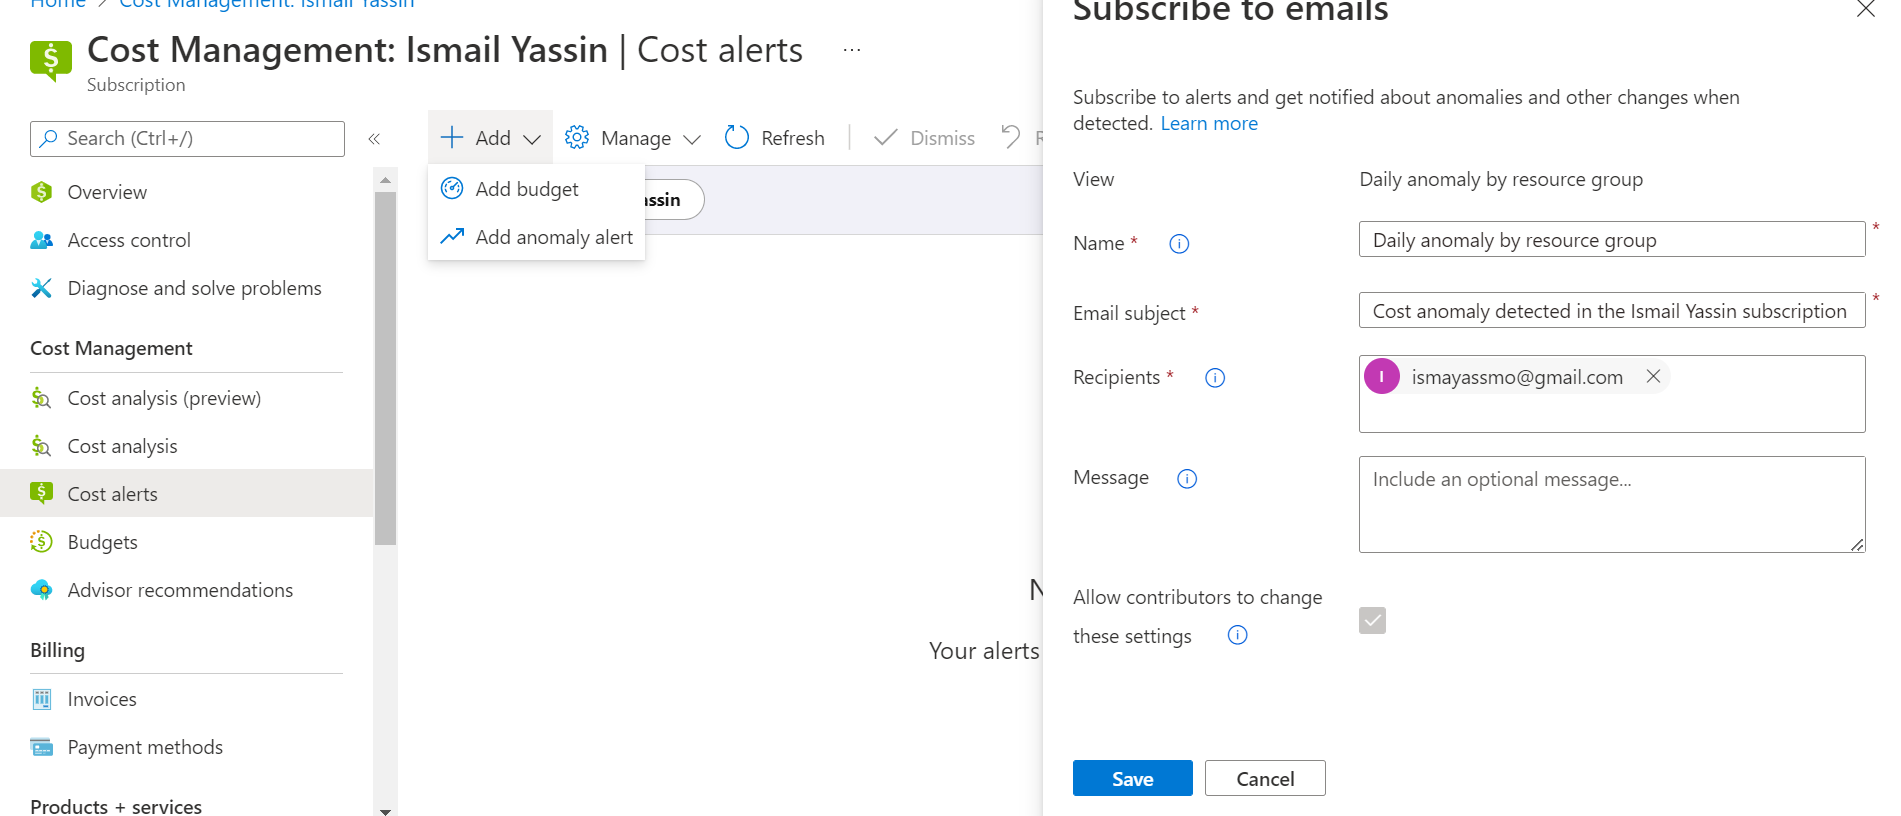 Home > Cost Management: Ismail Yassin
Cost Management: Ismail Yassin | Cost alerts ...
Subscription
Search (Ctrl+/)
«
Overview
Access control
Diagnose and solve problems
Cost Management
Cost analysis (preview)
Cost analysis
Cost alerts
Budgets
Advisor recommendations
Billing
Invoices
Payment methods
Products + services
Add
Manage
Refresh
Dismiss
R
Add budget
assin
Add anomaly alert
N
Your alerts
Subscribe to emails
Subscribe to alerts and get notified about anomalies and other changes when
detected. Learn more
View
Daily anomaly by resource group
Name *
Daily anomaly by resource group
*
Email subject *
Cost anomaly detected in the Ismail Yassin subscription
*
Recipients *
I
ismayassmo@gmail.com
Message
Include an optional message...
Allow contributors to change
these settings
Save
Cancel